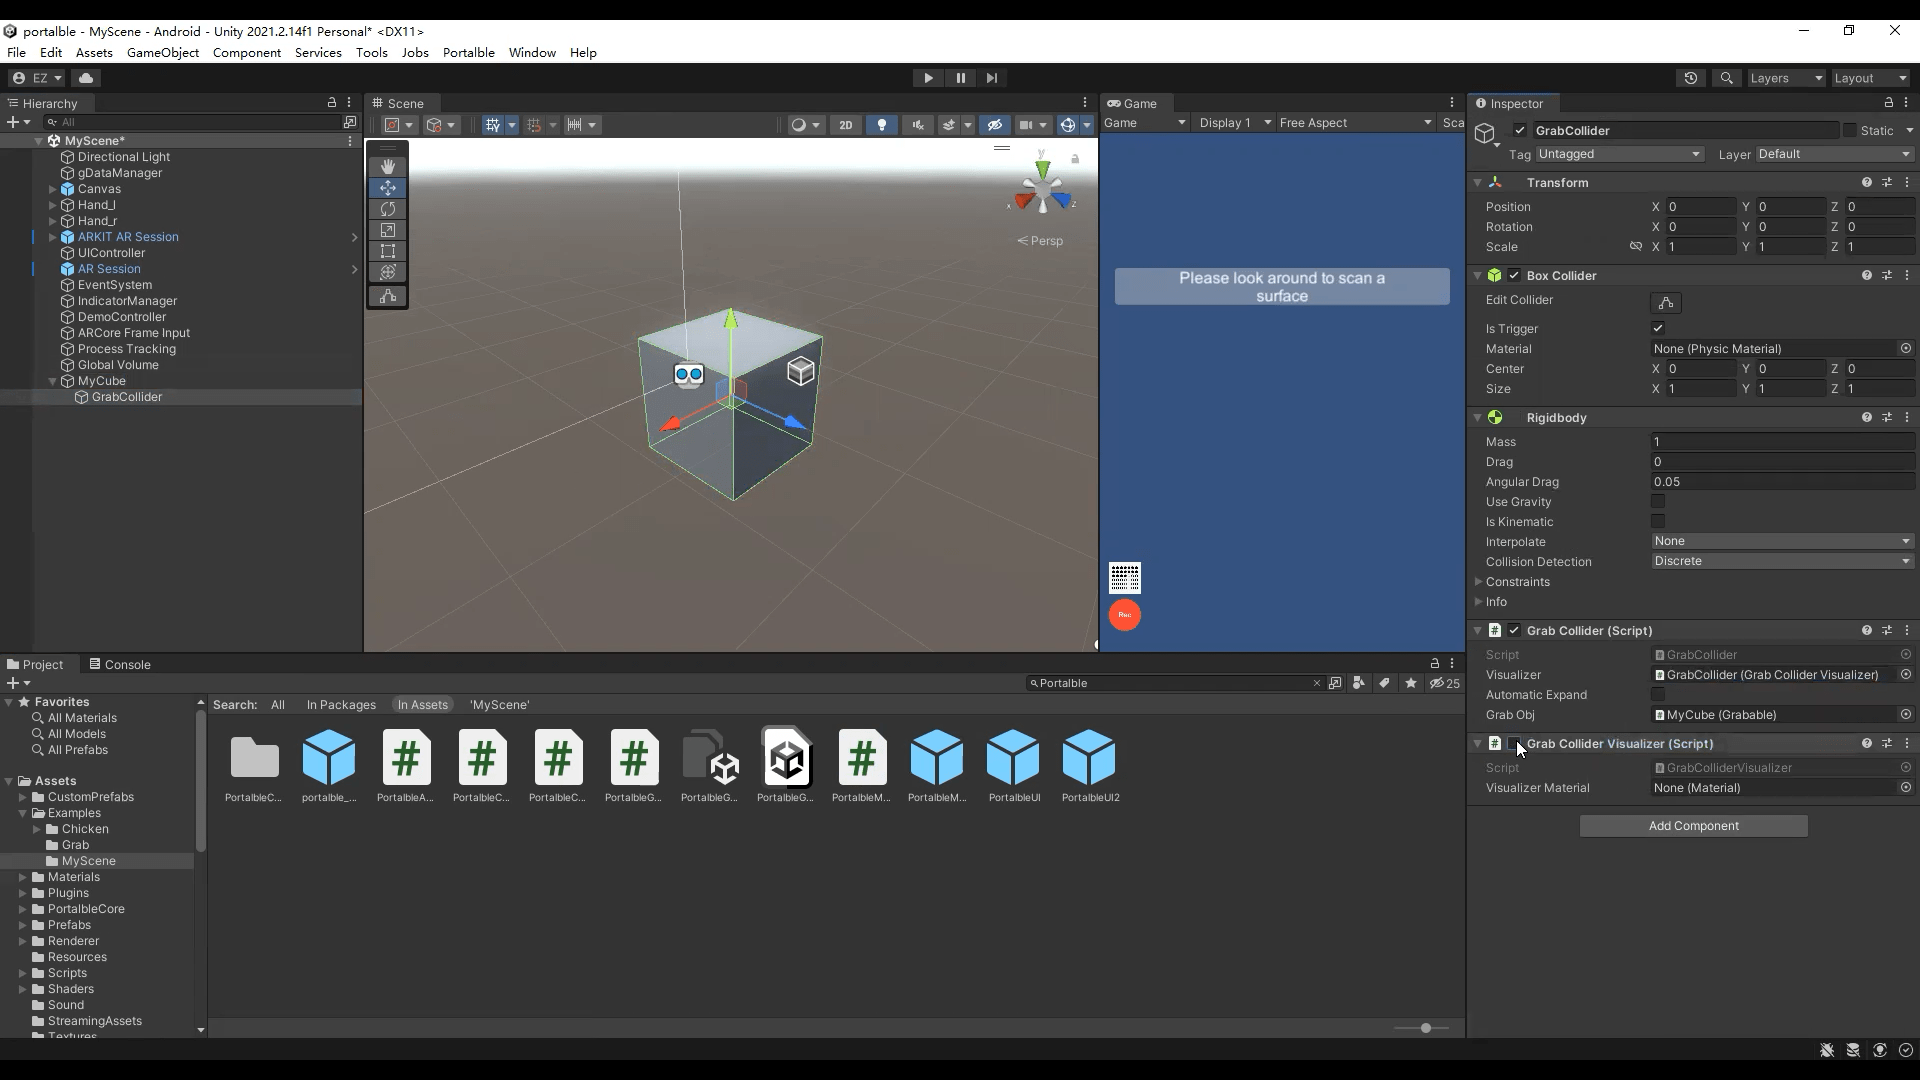 portalble - MyScene - Android - Unity 2021.2.14f1 Personal* <DX11>
File Edit Assets GameObject Component Services Tools Jobs Portalble Window Help
EZ
Layers
Layout
Hierarchy
All
MyScene*
Directional Light
gDataManager
Canvas
Hand_l
Hand_r
ARKIT AR Session
UIController
AR Session
EventSystem
IndicatorManager
DemoController
ARCore Frame Input
Process Tracking
Global Volume
MyCube
GrabCollider
Scene
2D
y
x
z
Persp
Game
Game Display 1 Free Aspect Sca
Please look around to scan a
surface
Rec
Inspector
GrabCollider
Static
Tag Untagged Layer Default
Transform
Position X 0 Y 0 Z 0
Rotation X 0 Y 0 Z 0
Scale X 1 Y 1 Z 1
Box Collider
Edit Collider
Is Trigger
Material None (Physic Material)
Center X 0 Y 0 Z 0
Size X 1 Y 1 Z 1
Rigidbody
Mass 1
Drag 0
Angular Drag 0.05
Use Gravity
Is Kinematic
Interpolate None
Collision Detection Discrete
Constraints
Info
Grab Collider (Script)
Script GrabCollider
Visualizer GrabCollider (Grab Collider Visualizer)
Automatic Expand
Grab Obj MyCube (Grabable)
Grab Collider Visualizer (Script)
Script GrabColliderVisualizer
Visualizer Material None (Material)
Add Component
Project Console
Portalble
25
Favorites
All Materials
All Models
All Prefabs
Assets
CustomPrefabs
Examples
Chicken
Grab
MyScene
Materials
Plugins
PortalbleCore
Prefabs
Renderer
Resources
Scripts
Shaders
Sound
StreamingAssets
Textures
Search: All In Packages In Assets 'MyScene'
PortalbleC... portable_... PortalbleA... PortalbleC... PortalbleC... PortalbleG... PortalbleG... PortalbleG... PortalbleM... PortalbleM... PortalbleUI PortalbleUI2